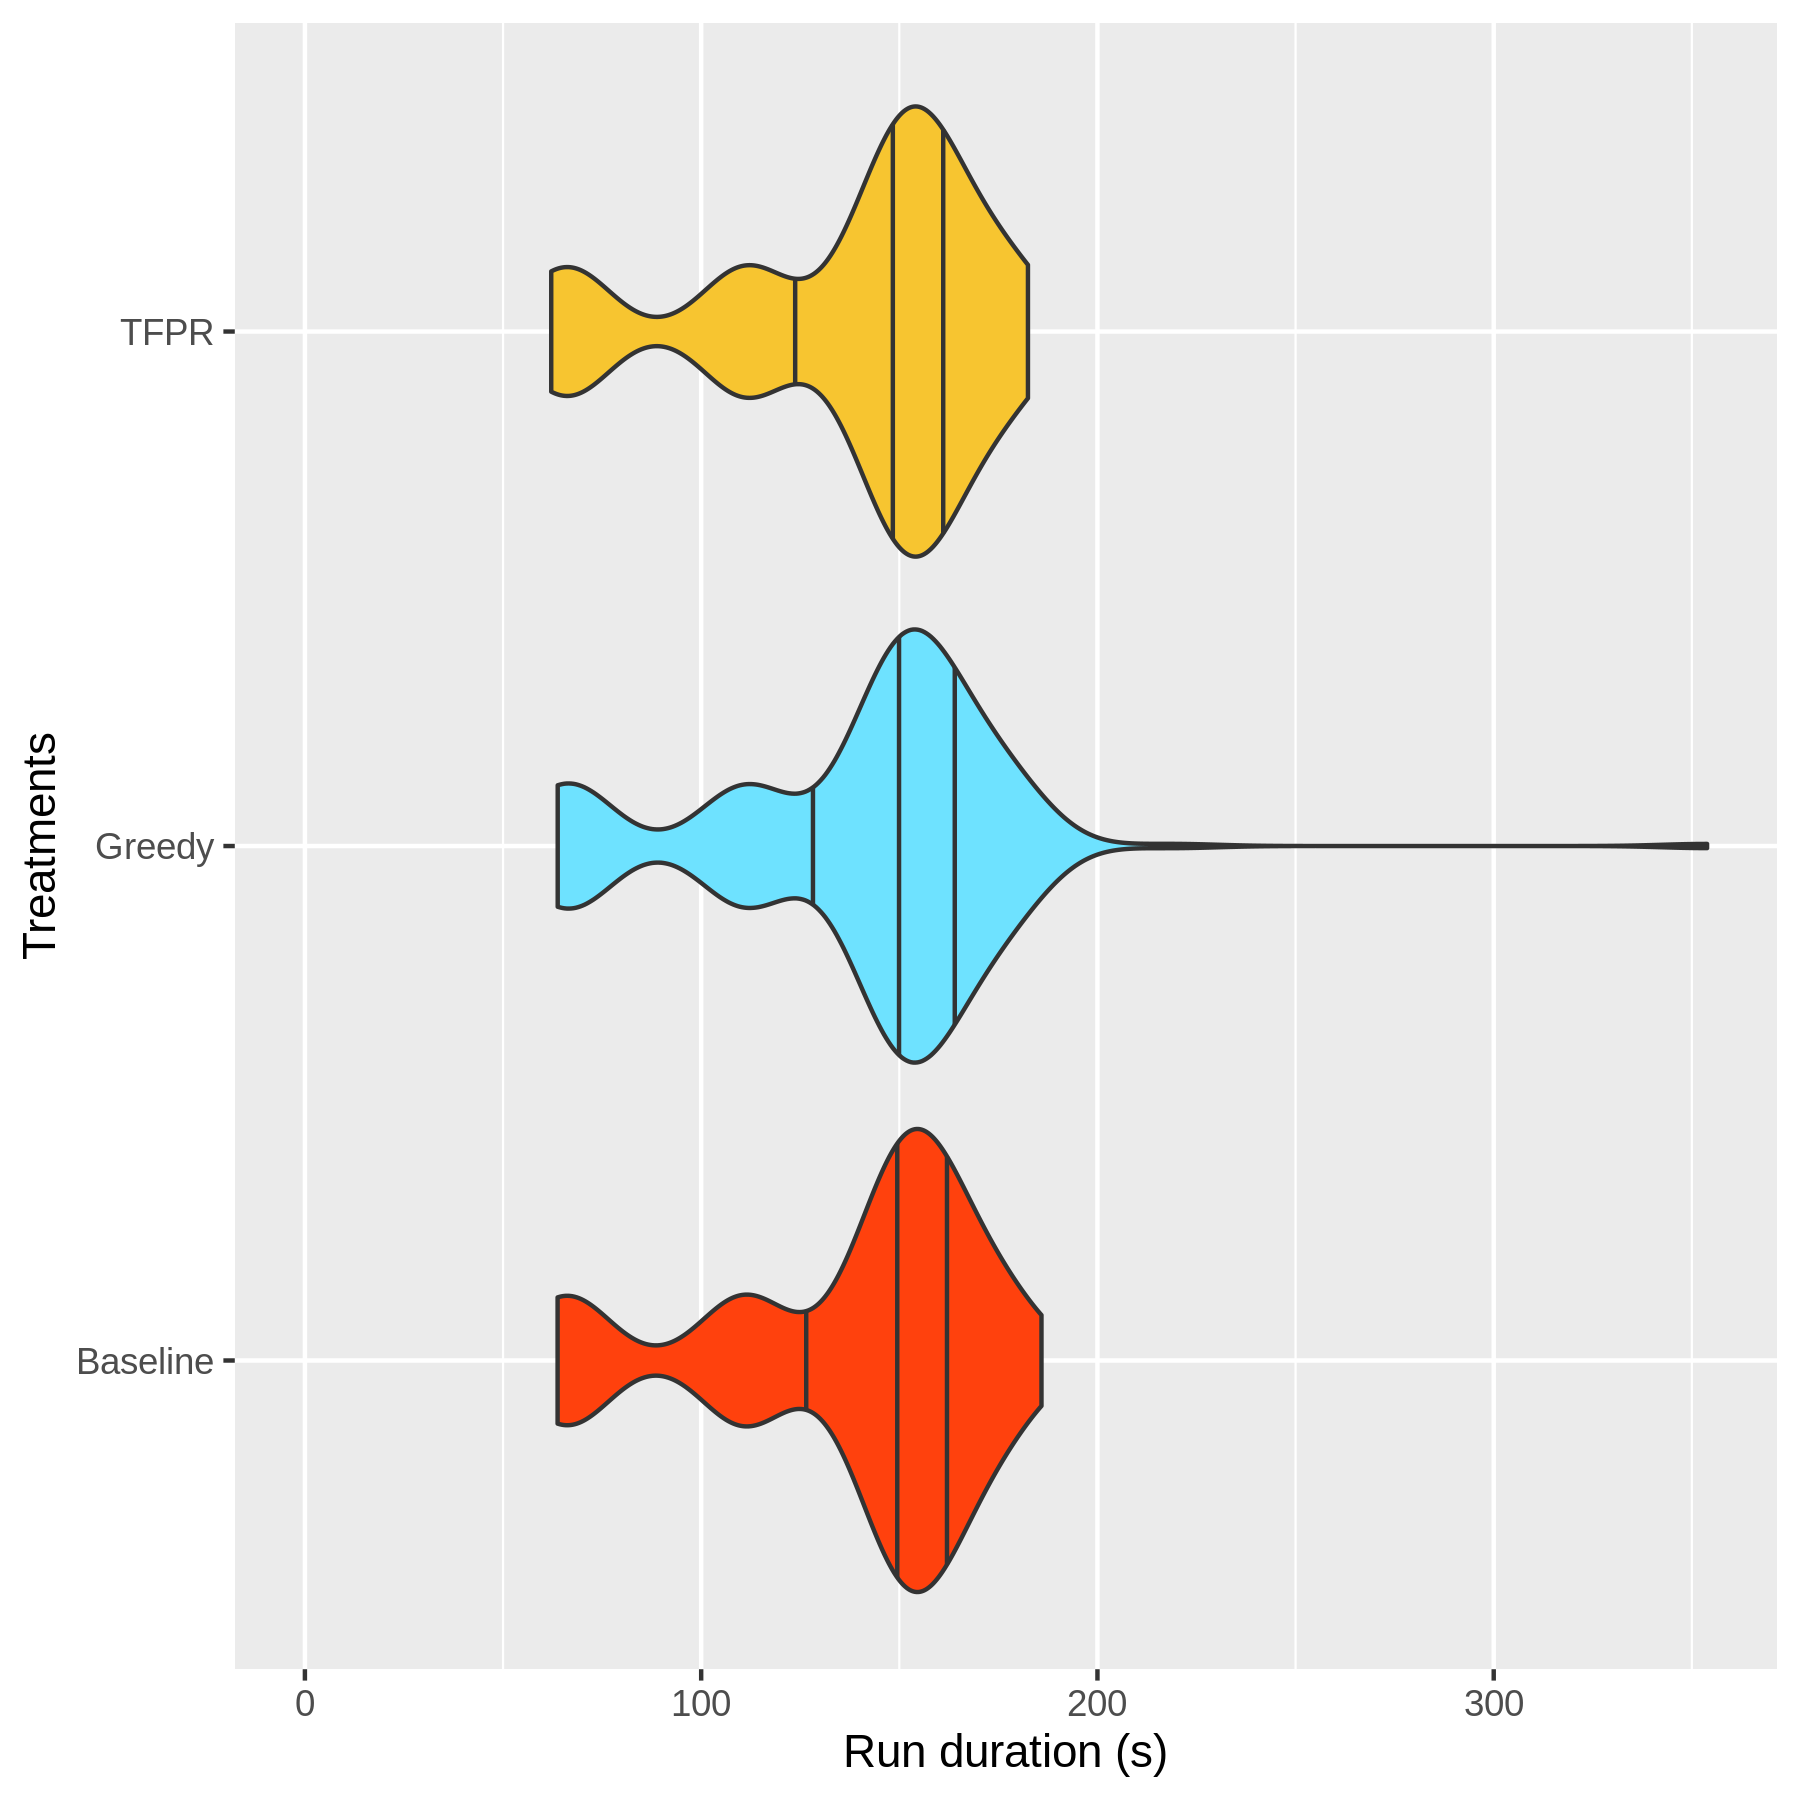 Treatments
TFPR
Greedy
Baseline
0 100 200 300
Run duration (s)